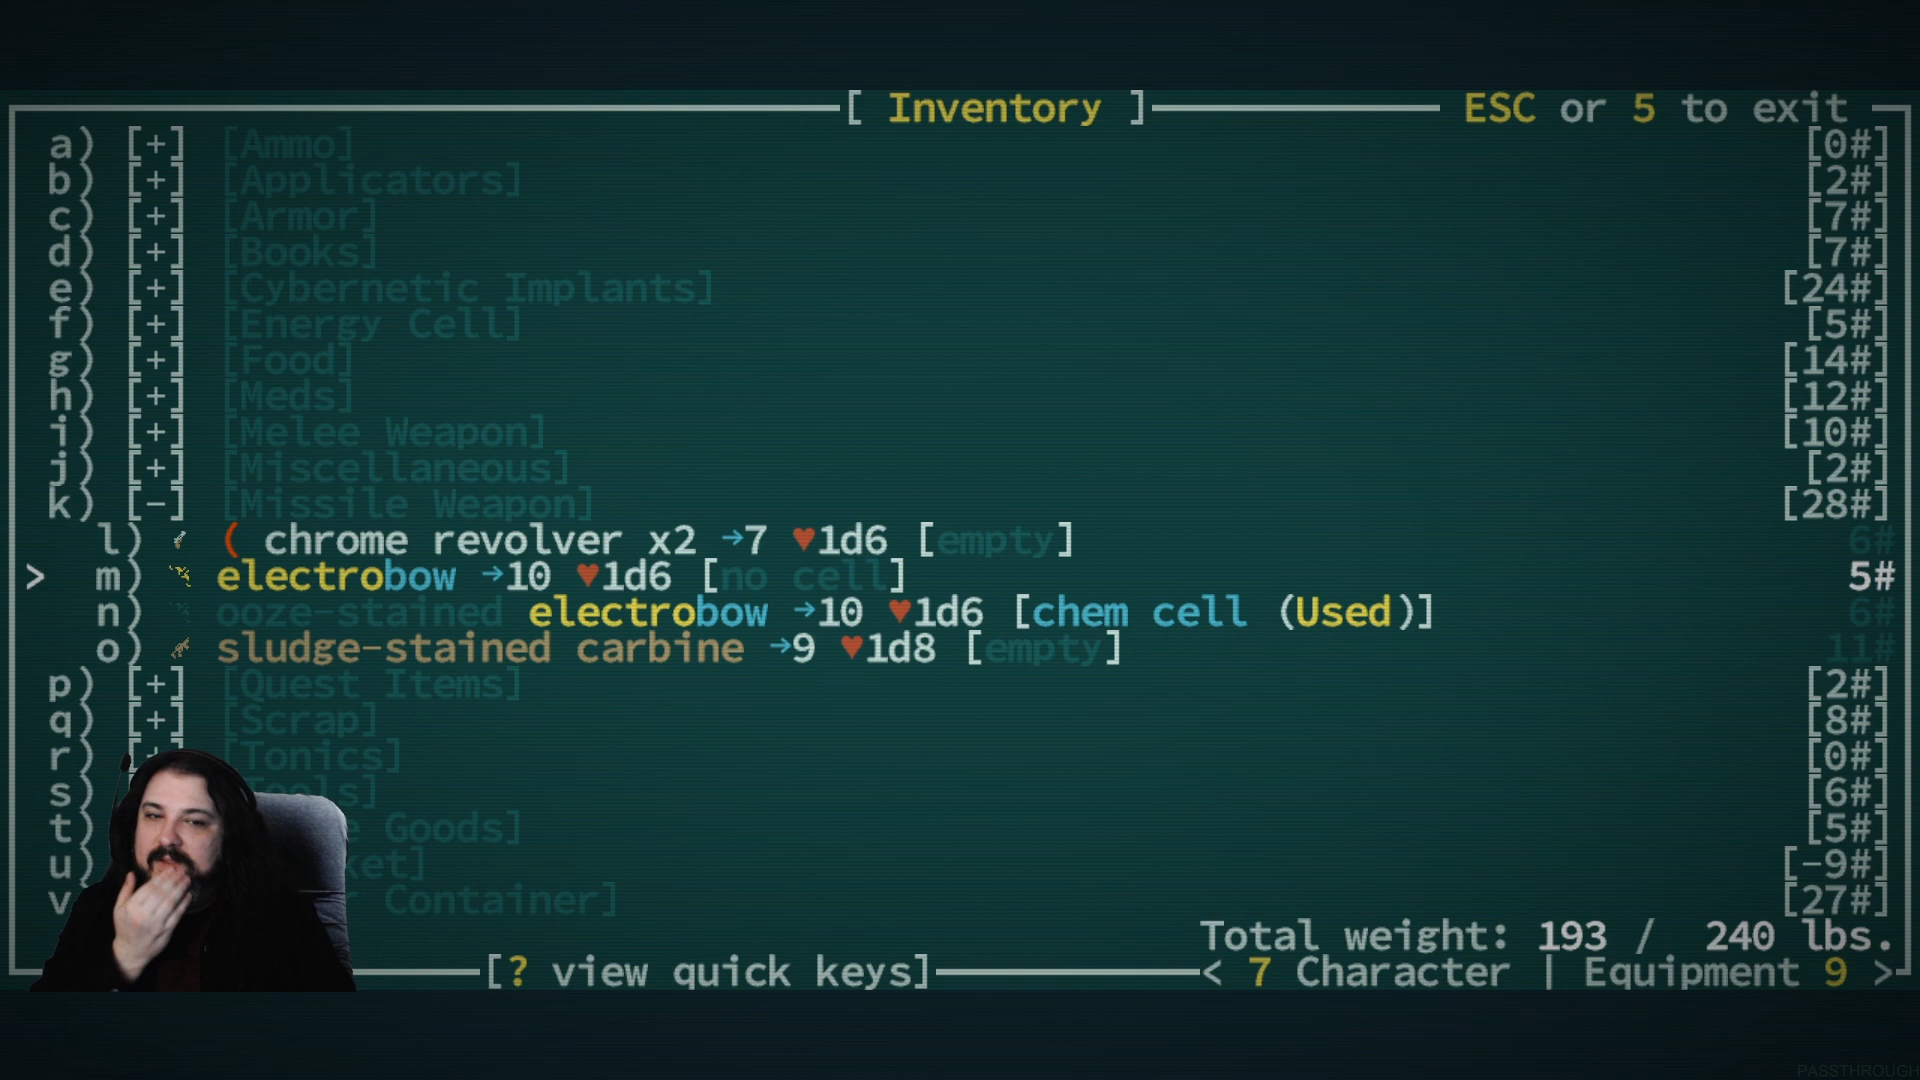 [ Inventory ] ESC or 5 to exit
a) [+] [Ammo] [0#]
b) [+] [Applicators] [2#]
c) [+] [Armor] [7#]
d) [+] [Books] [7#]
e) [+] [Cybernetic Implants] [24#]
f) [+] [Energy Cell] [5#]
g) [+] [Food] [14#]
h) [+] [Meds] [12#]
i) [+] [Melee Weapon] [10#]
j) [+] [Miscellaneous] [2#]
k) [-] [Missile Weapon] [28#]
l) ( chrome revolver x2 →7 ♥1d6 [empty] 6#
> m) electrobow →10 ♥1d6 [no cell] 5#
n) ooze-stained electrobow →10 ♥1d6 [chem cell (Used)] 6#
o) sludge-stained carbine →9 ♥1d8 [empty] 11#
p) [+] [Quest Items] [2#]
q) [+] [Scrap] [8#]
r) [+] [Tonics] [0#]
s) [6#]
t) Goods] [5#]
u) [-9#]
v Container] [27#]
Total weight: 193 / 240 lbs.
[? view quick keys] < 7 Character | Equipment 9 >
PASSTHROUGH